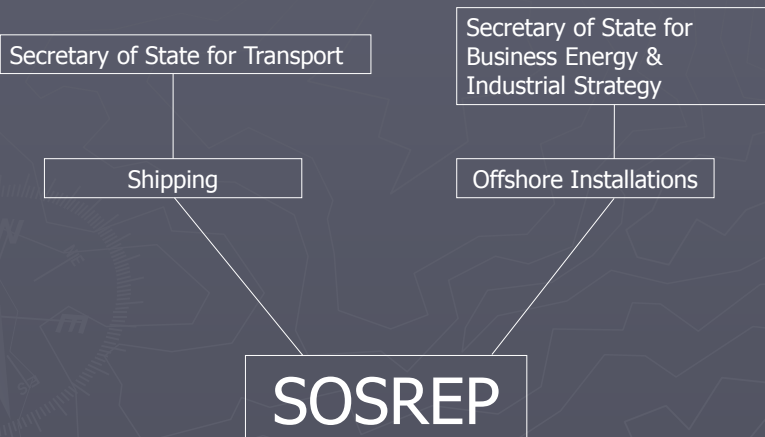 Secretary of State for Transport
Secretary of State for
Business Energy &
Industrial Strategy
Shipping
Offshore Installations
SOSREP